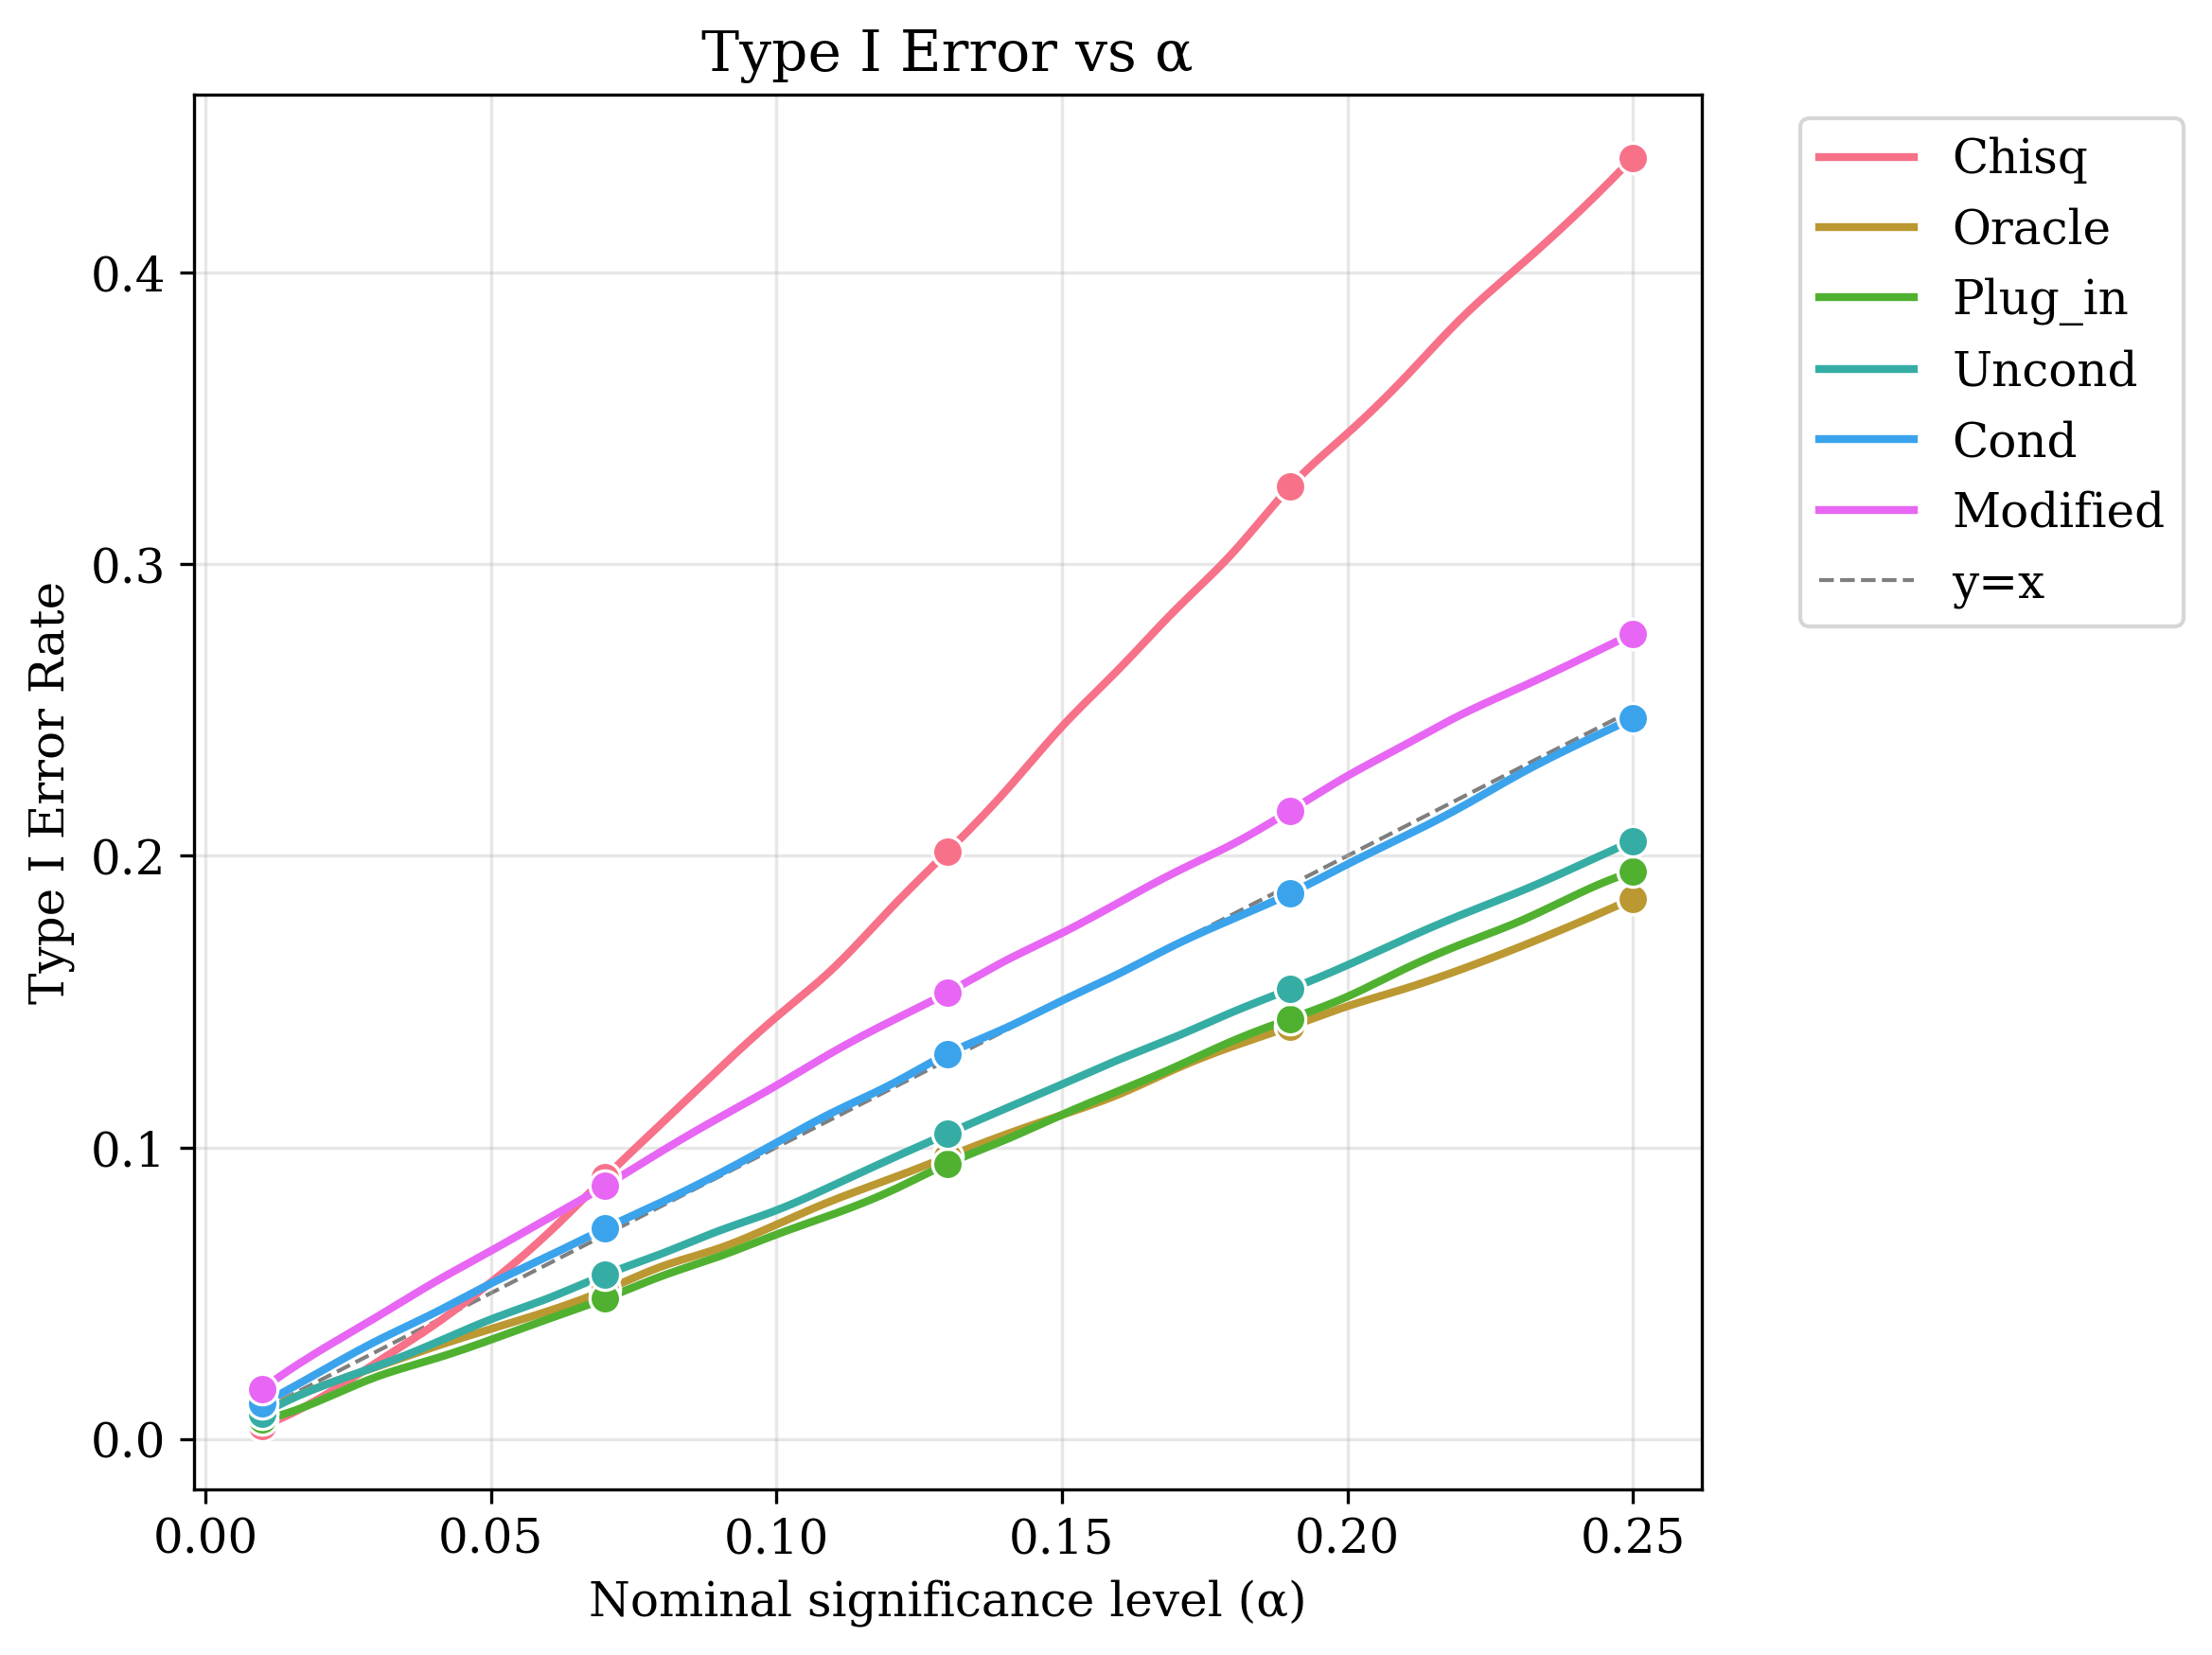 Type I Error vs α
Chisq
Oracle
Plug_in
Uncond
Cond
Modified
y=x
Type I Error Rate
0.4
0.3
0.2
0.1
0.0
0.00 0.05 0.10 0.15 0.20 0.25
Nominal significance level (α)